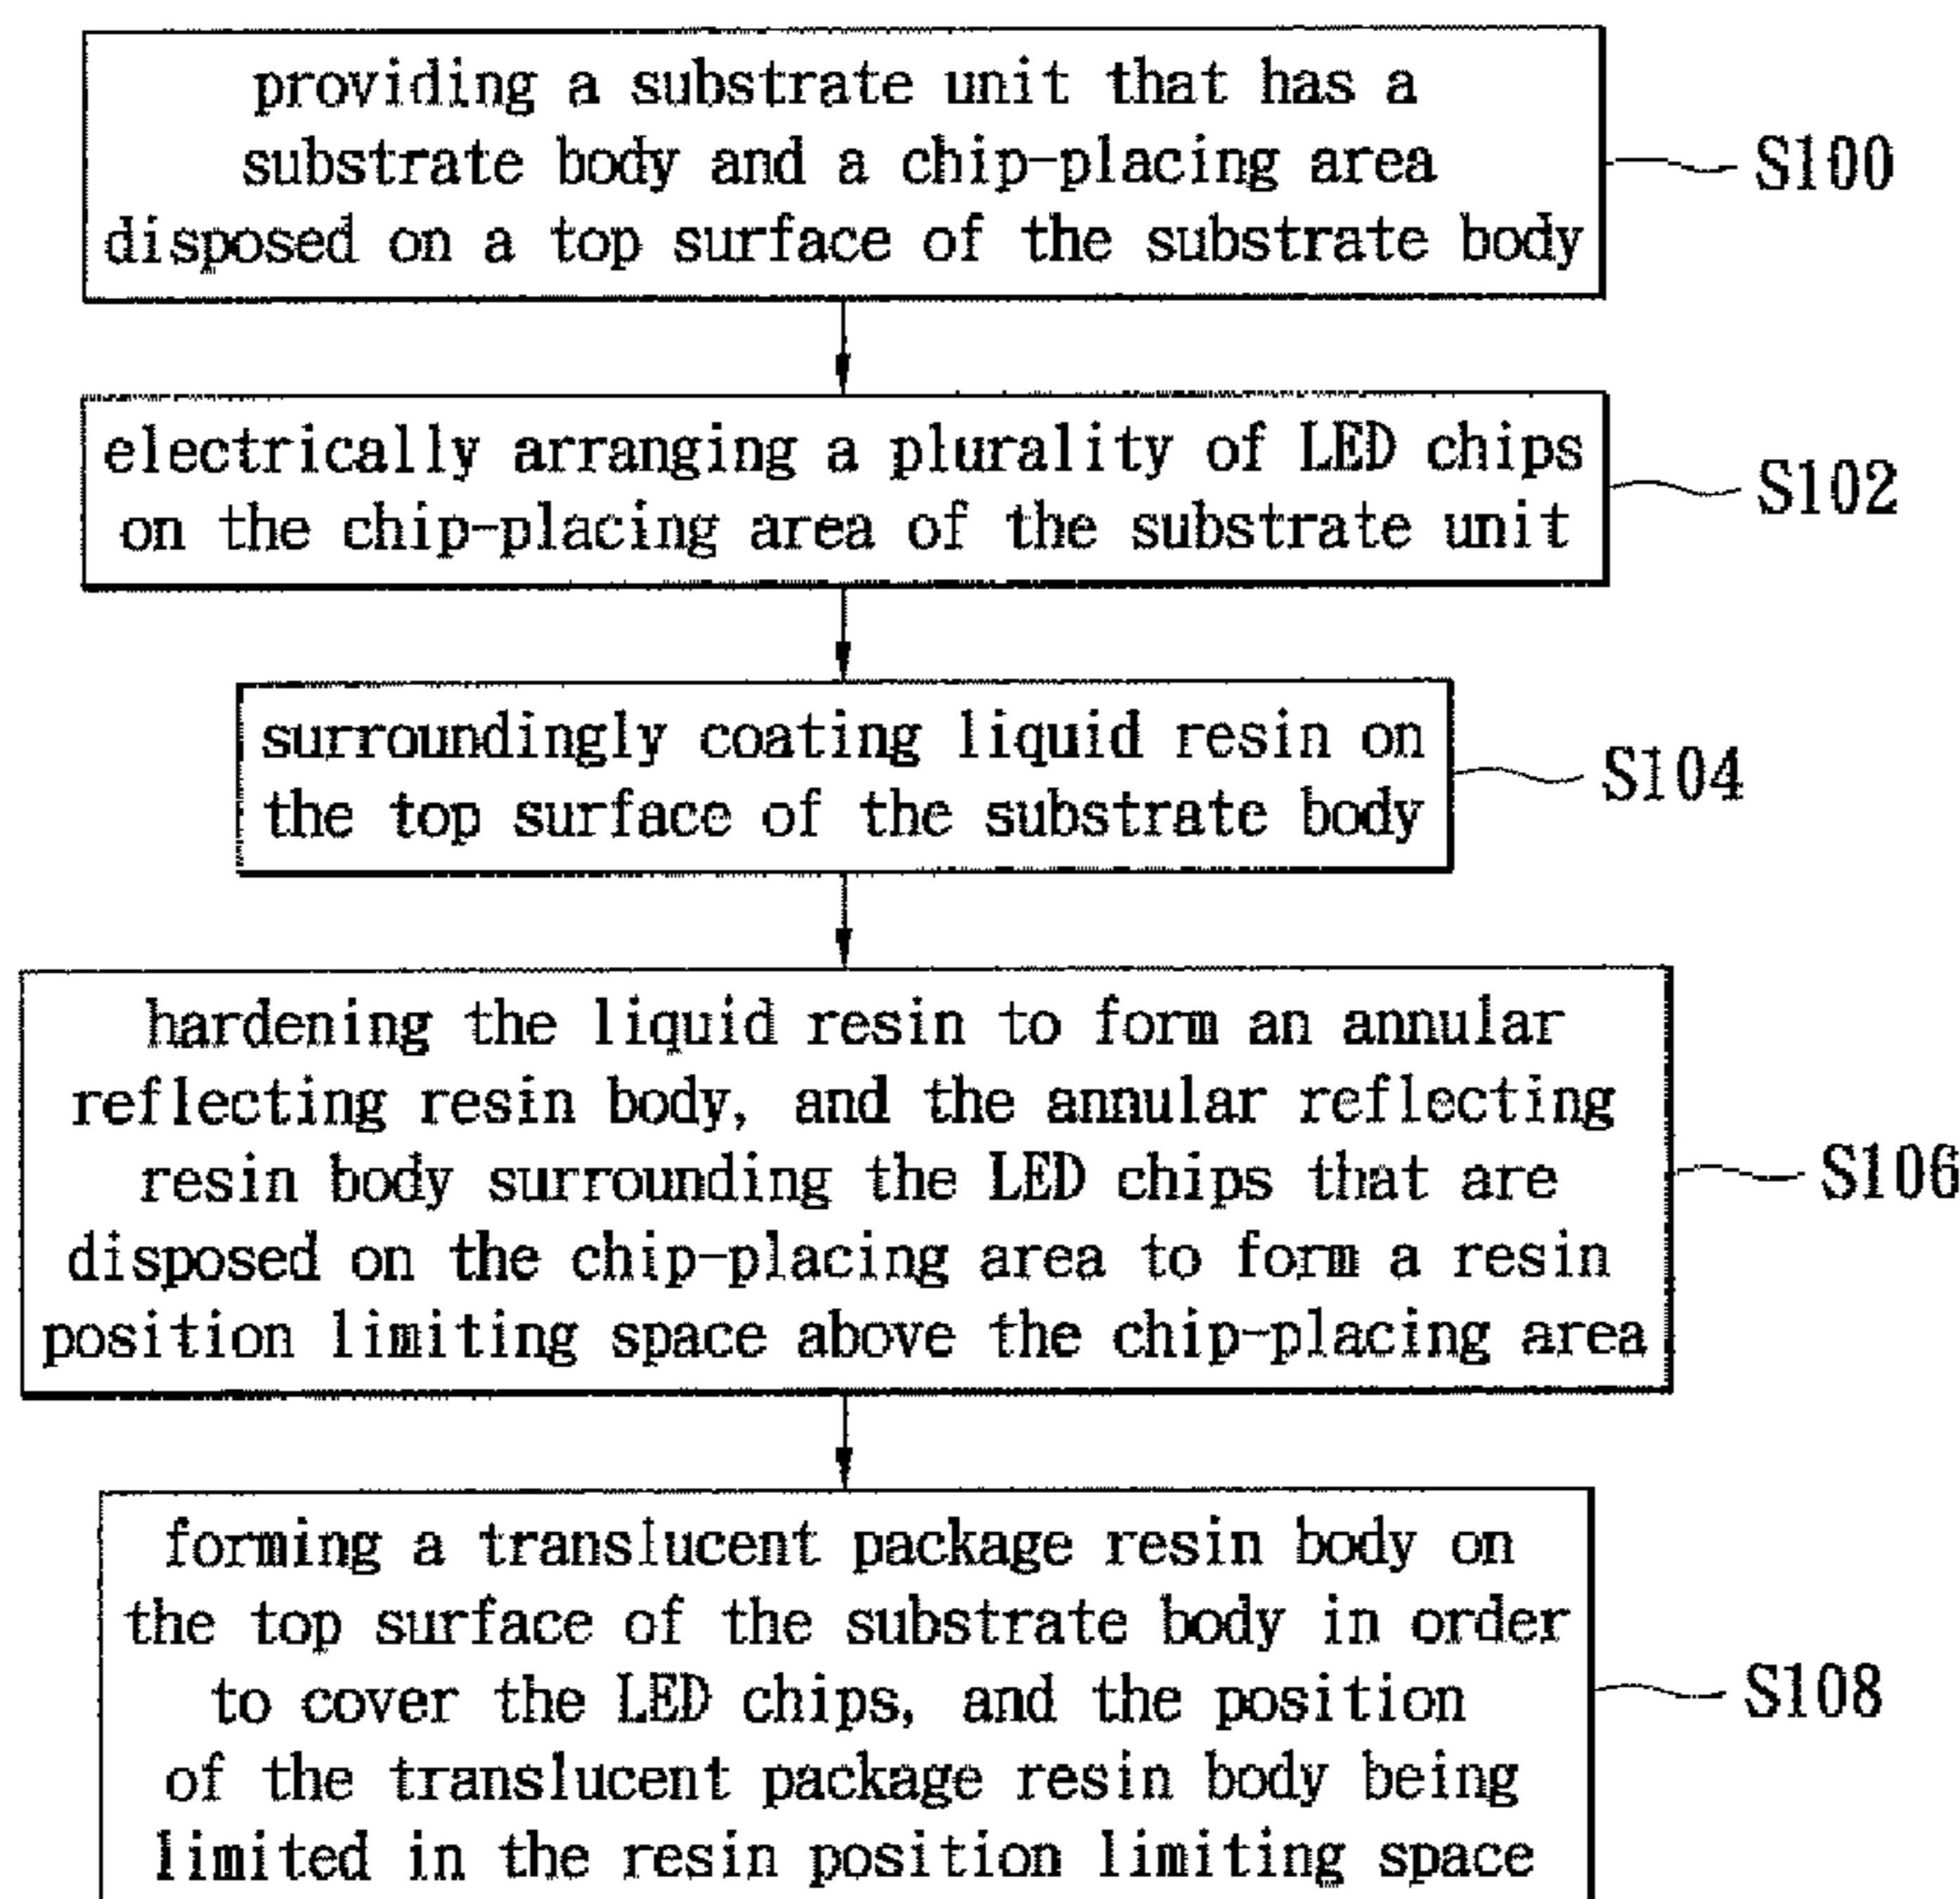 providing a substrate unit that has a
substrate body and a chip-placing area
disposed on a top surface of the substrate body
S100
electrically arranging a plurality of LED chips
on the chip-placing area of the substrate unit
S102
surroundingly coating liquid resin on
the top surface of the substrate body
S104
hardening the liquid resin to form an annular
reflecting resin body, and the annular reflecting
resin body surrounding the LED chips that are
disposed on the chip-placing area to form a resin
position limiting space above the chip-placing area
S106
forming a translucent package resin body on
the top surface of the substrate body in order
to cover the LED chips, and the position
of the translucent package resin body being
limited in the resin position limiting space
S108